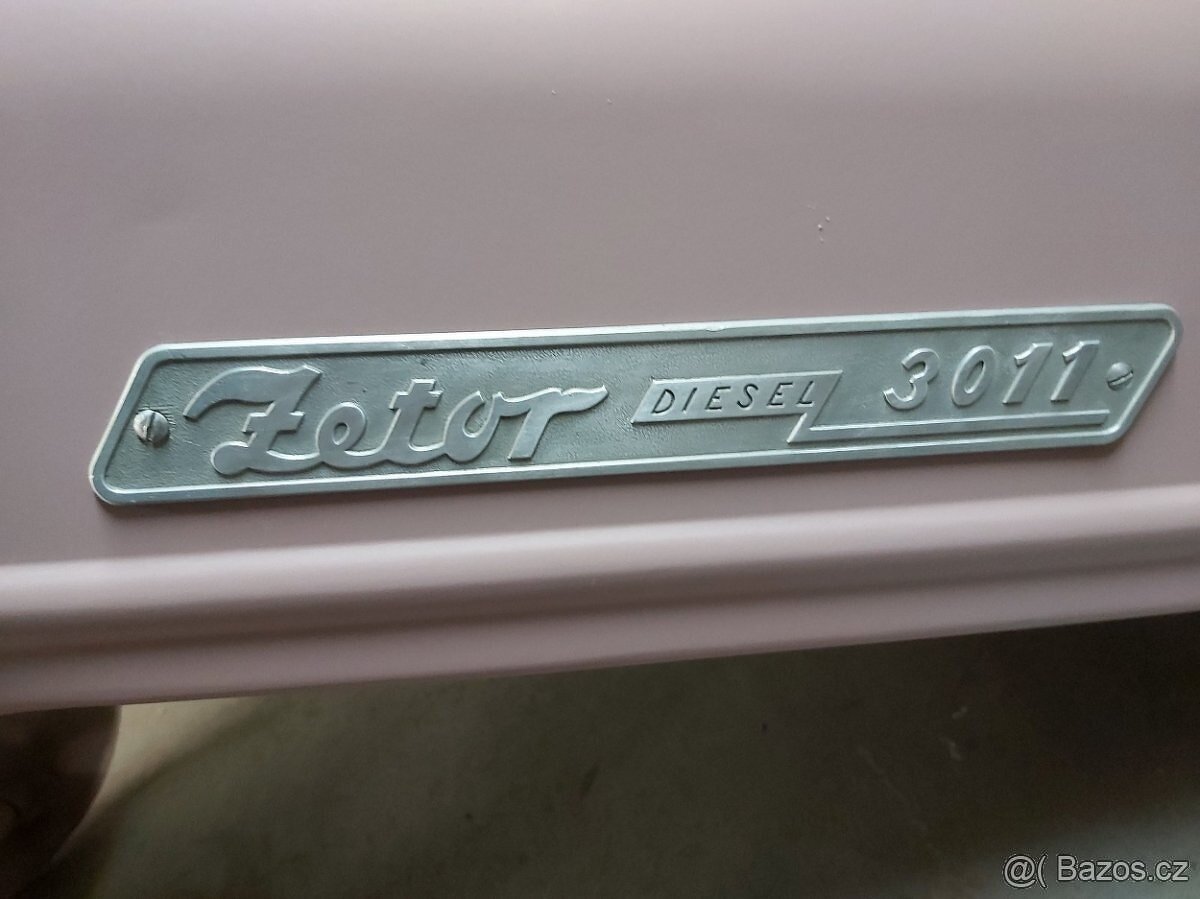 Zetor DIESEL 3011
@( Bazos.cz